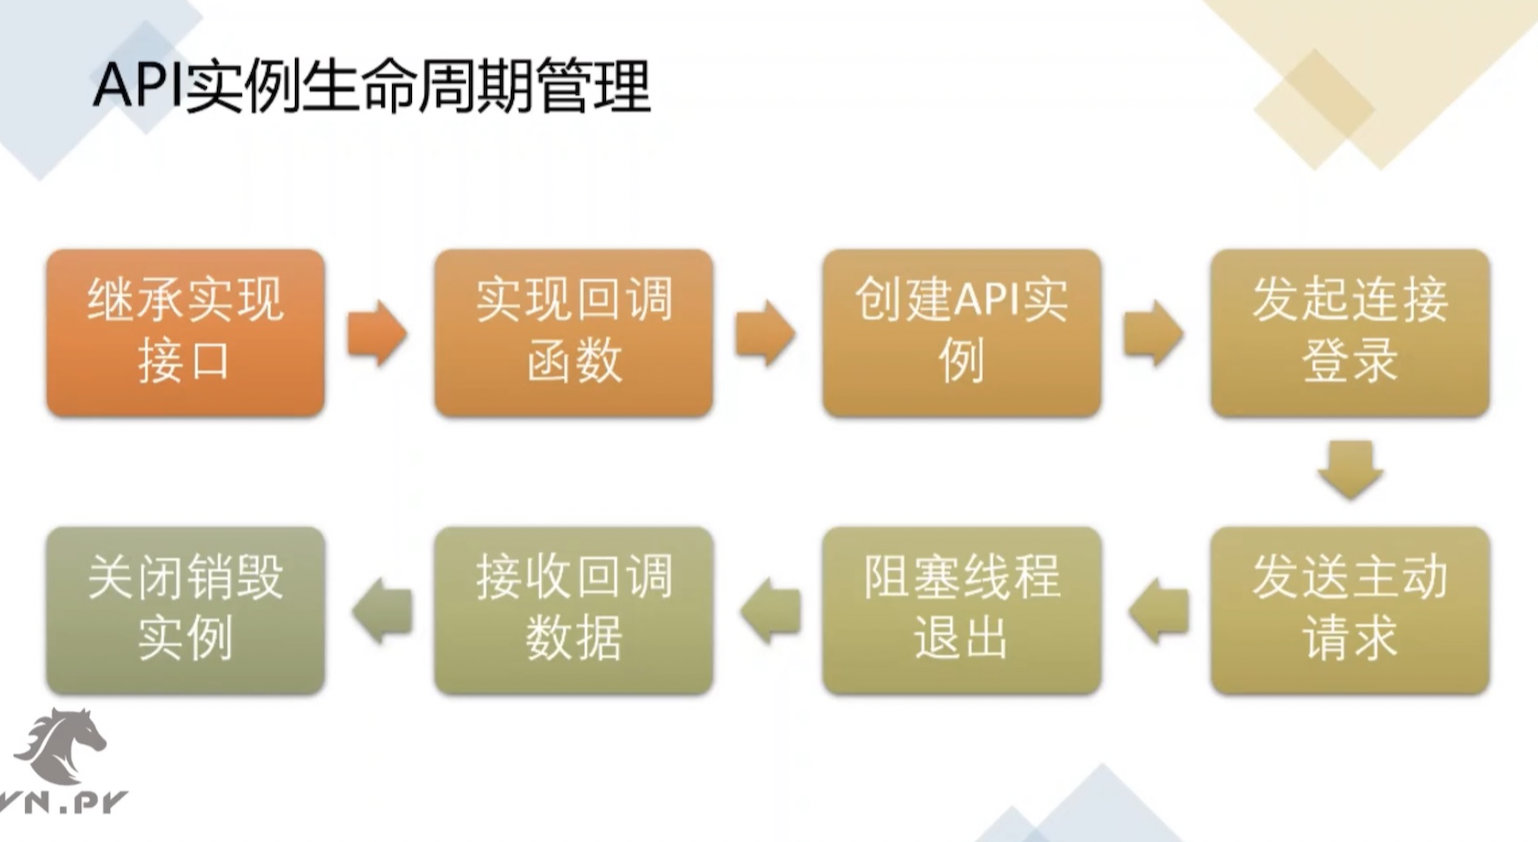 API实例生命周期管理
继承实现
接口
实现回调
函数
创建API实
例
发起连接
登录
发送主动
请求
阻塞线程
退出
接收回调
数据
关闭销毁
实例
VN.PY